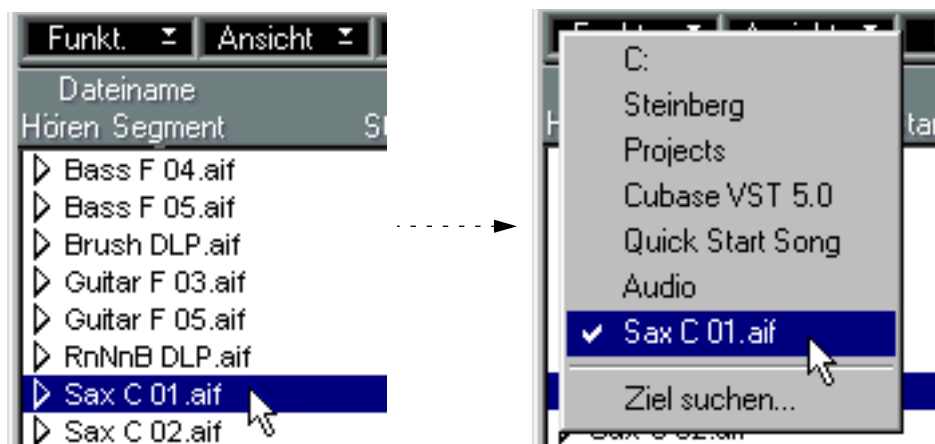 Funkt. Ansicht
Dateiname
Hören Segment St
Bass F 04.aif
Bass F 05.aif
Brush DLP.aif
Guitar F 03.aif
Guitar F 05.aif
RnNnB DLP.aif
Sax C 01.aif
Sax C 02.aif
C:
Steinberg
Projects
Cubase VST 5.0
Quick Start Song
Audio
Sax C 01.aif
Ziel suchen...